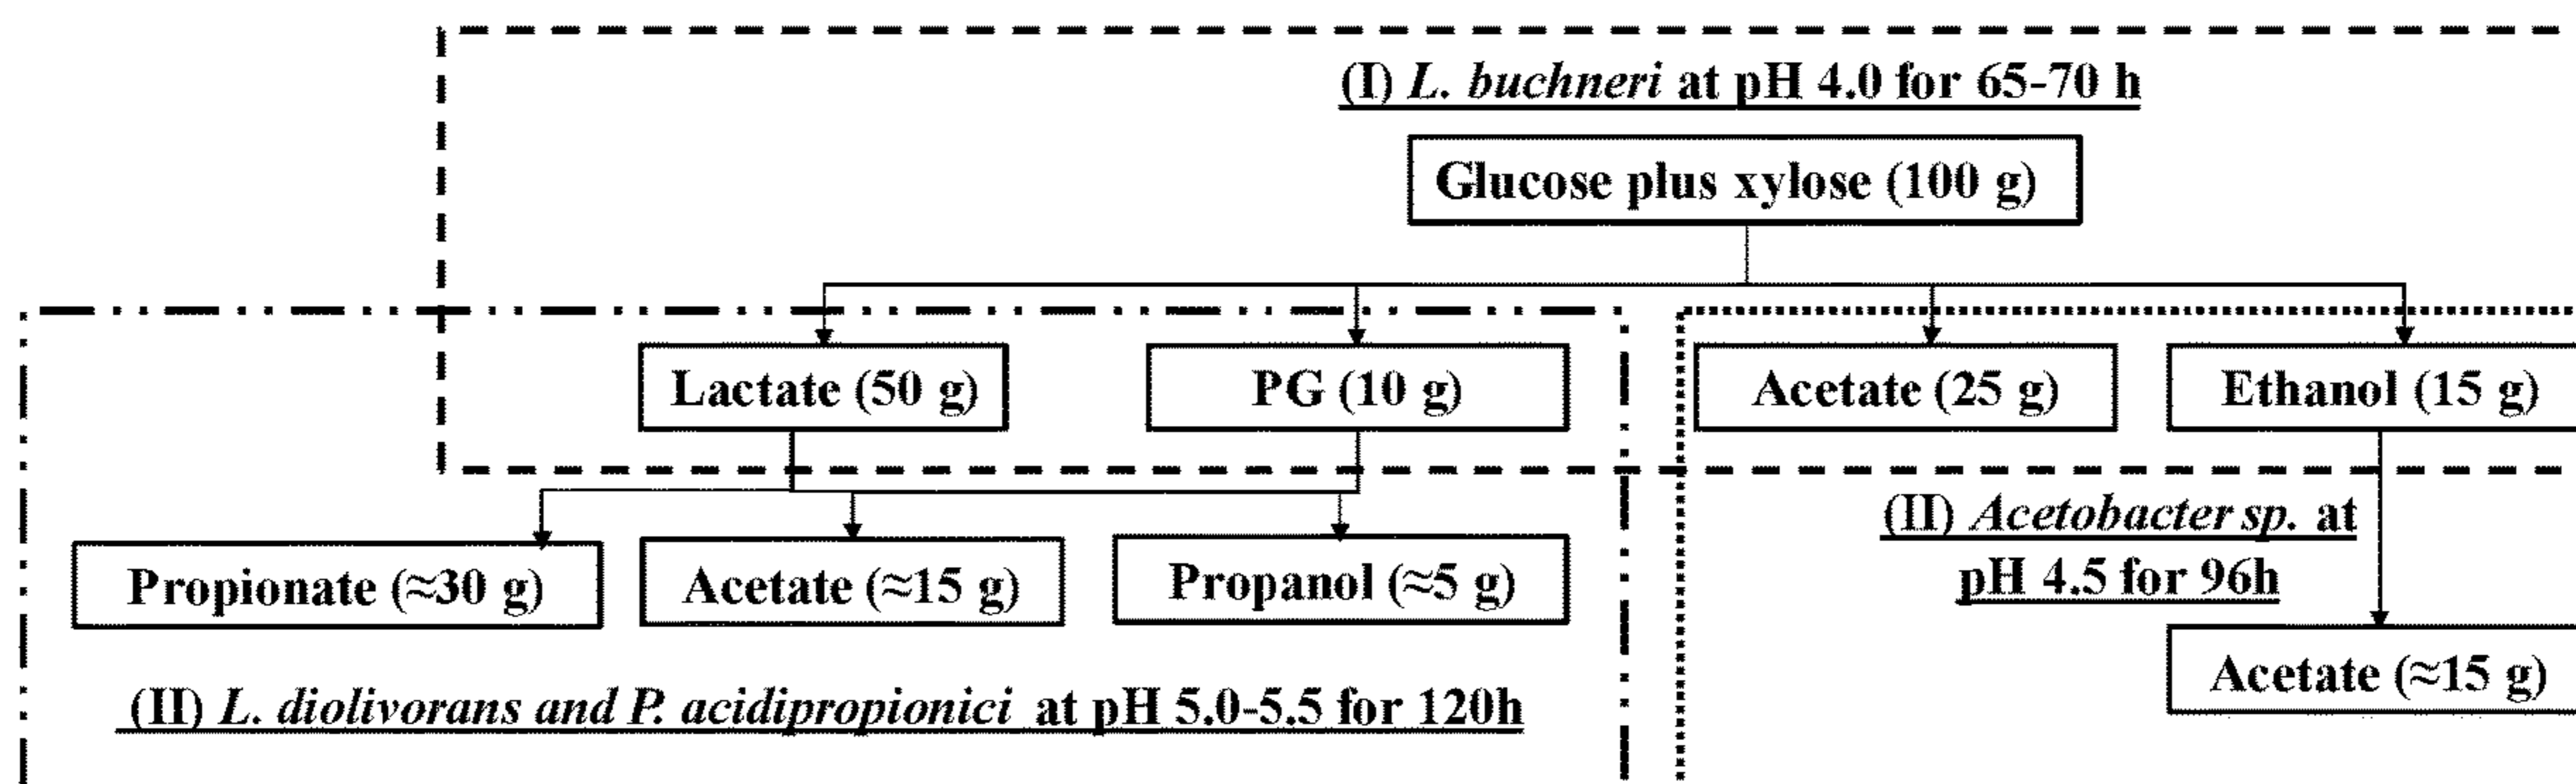 (I) L. buchneri at pH 4.0 for 65-70 h
Glucose plus xylose (100 g)
Lactate (50 g)
PG (10 g)
Acetate (25 g)
Ethanol (15 g)
(II) Acetobacter sp. at
pH 4.5 for 96h
Propionate (≈30 g)
Acetate (≈15 g)
Propanol (≈5 g)
Acetate (≈15 g)
(II) L. diolivorans and P. acidipropionici at pH 5.0-5.5 for 120h